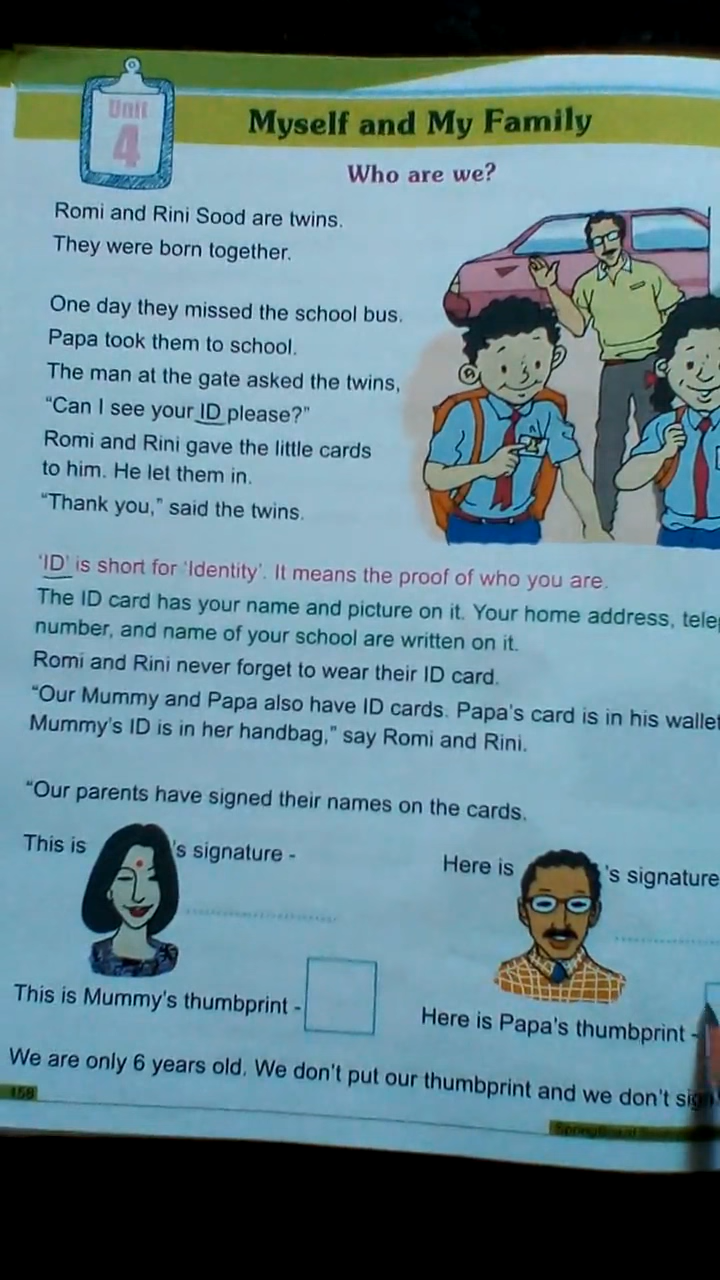 Unit
4
Myself and My Family
Who are we?
Romi and Rini Sood are twins.
They were born together.
One day they missed the school bus.
Papa took them to school.
The man at the gate asked the twins,
“Can I see your ID please?”
Romi and Rini gave the little cards
to him. He let them in.
“Thank you,” said the twins.
‘ID’ is short for ‘Identity’. It means the proof of who you are.
The ID card has your name and picture on it. Your home address,
number, and name of your school are written on it.
Romi and Rini never forget to wear their ID card.
“Our Mummy and Papa also have ID cards. Papa's card is in his wallet
Mummy's ID is in her handbag,” say Romi and Rini.
“Our parents have signed their names on the cards.
This is 's signature -
Here is 's signature
This is Mummy's thumbprint -
Here is Papa's thumbprint -
We are only 6 years old. We don't put our thumbprint and we don't sign
158